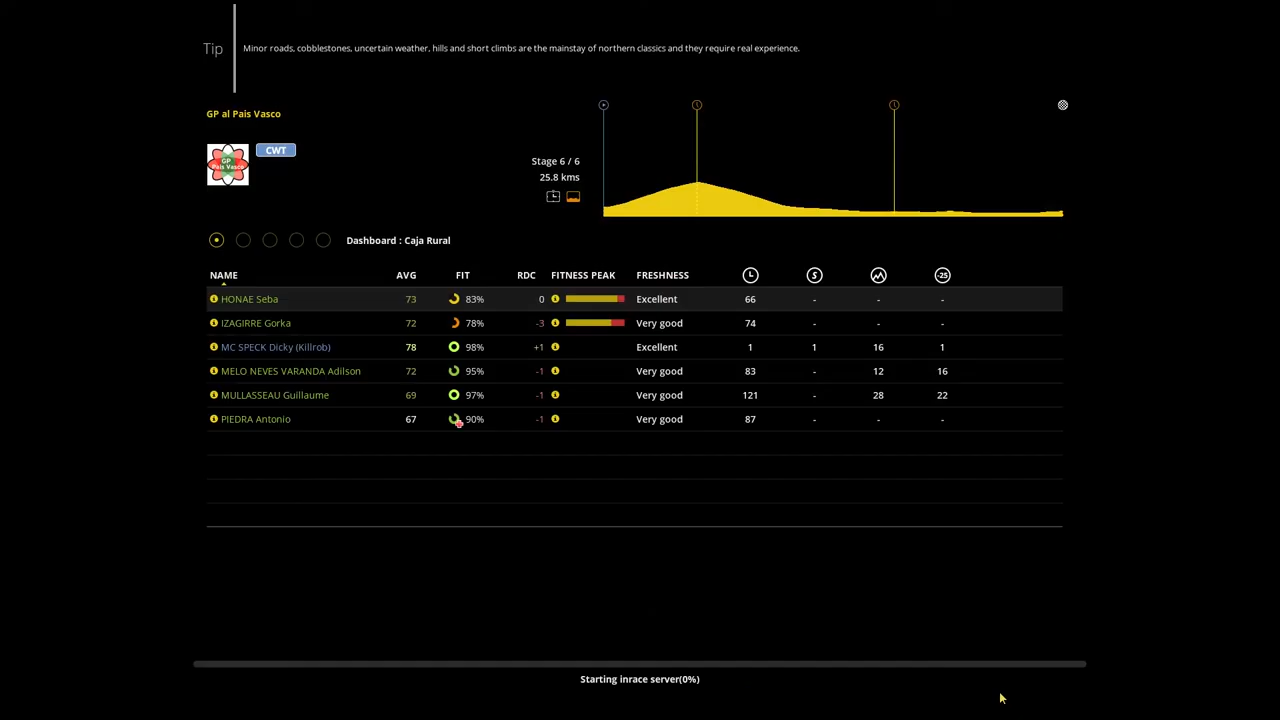 Tip
Minor roads, cobblestones, uncertain weather, hills and short climbs are the mainstay of northern classics and they require real experience.
GP al Pais Vasco
GP
Pais Vasco
CWT
Stage 6 / 6
25.8 kms
Dashboard : Caja Rural
NAME AVG FIT RDC FITNESS PEAK FRESHNESS S -25
HONAE Seba 73 83% 0 Excellent 66 - - -
IZAGIRRE Gorka 72 78% -3 Very good 74 - - -
MC SPECK Dicky (Killrob) 78 98% +1 Excellent 1 1 16 1
MELO NEVES VARANDA Adilson 72 95% -1 Very good 83 - 12 16
MULLASSEAU Guillaume 69 97% -1 Very good 121 - 28 22
PIEDRA Antonio 67 90% -1 Very good 87 - - -
Starting inrace server(0%)